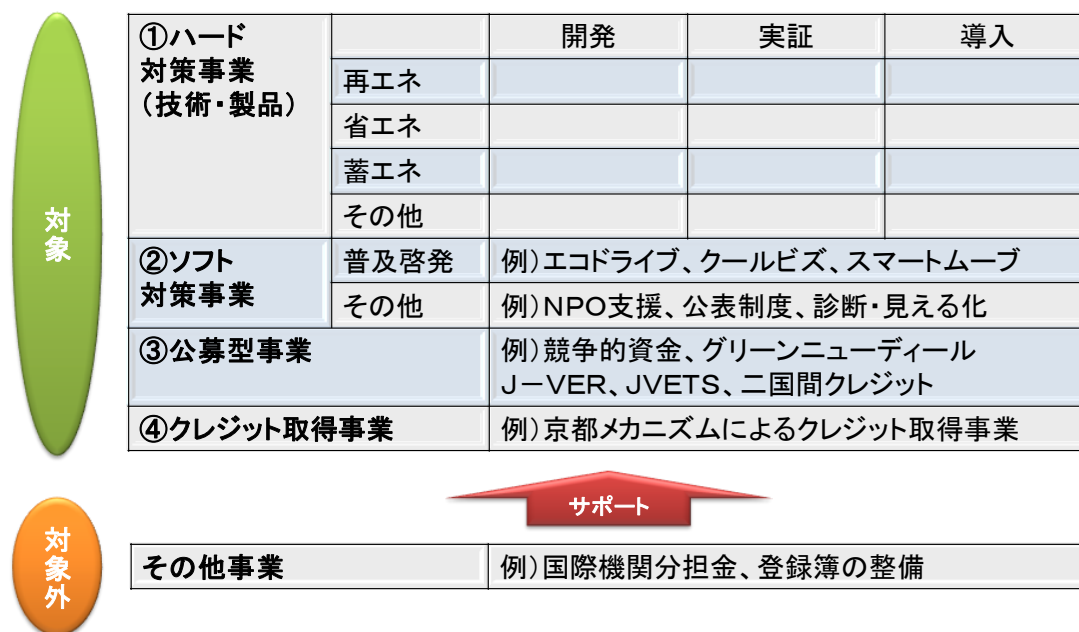 対象
①ハード
対策事業
（技術・製品）
開発 実証 導入
再エネ
省エネ
蓄エネ
その他
②ソフト
対策事業
普及啓発 例）エコドライブ、クールビズ、スマートムーブ
その他 例）NPO支援、公表制度、診断・見える化
③公募型事業 例）競争的資金、グリーンニューディール
J－VER、JVETS、二国間クレジット
④クレジット取得事業 例）京都メカニズムによるクレジット取得事業
サポート
対象外
その他事業 例）国際機関分担金、登録簿の整備